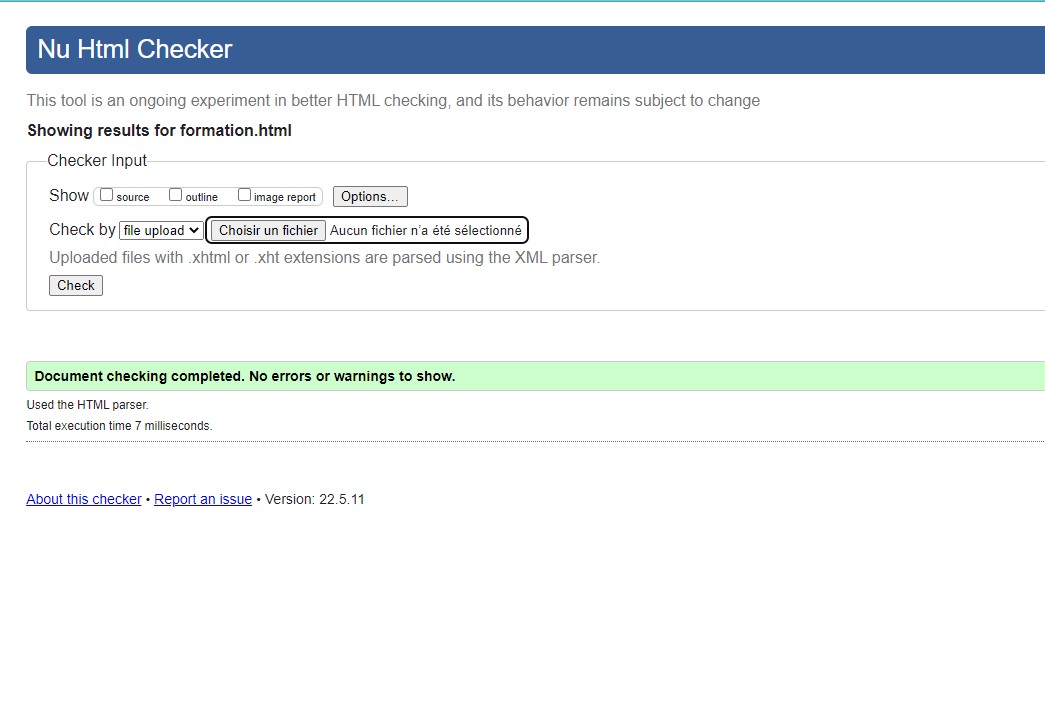 Nu Html Checker
This tool is an ongoing experiment in better HTML checking, and its behavior remains subject to change
Showing results for formation.html
Checker Input
Show source outline image report Options...
Check by file upload Choisir un fichier Aucun fichier n'a été sélectionné
Uploaded files with .xhtml or .xht extensions are parsed using the XML parser.
Check
Document checking completed. No errors or warnings to show.
Used the HTML parser.
Total execution time 7 milliseconds.
About this checker • Report an issue • Version: 22.5.11